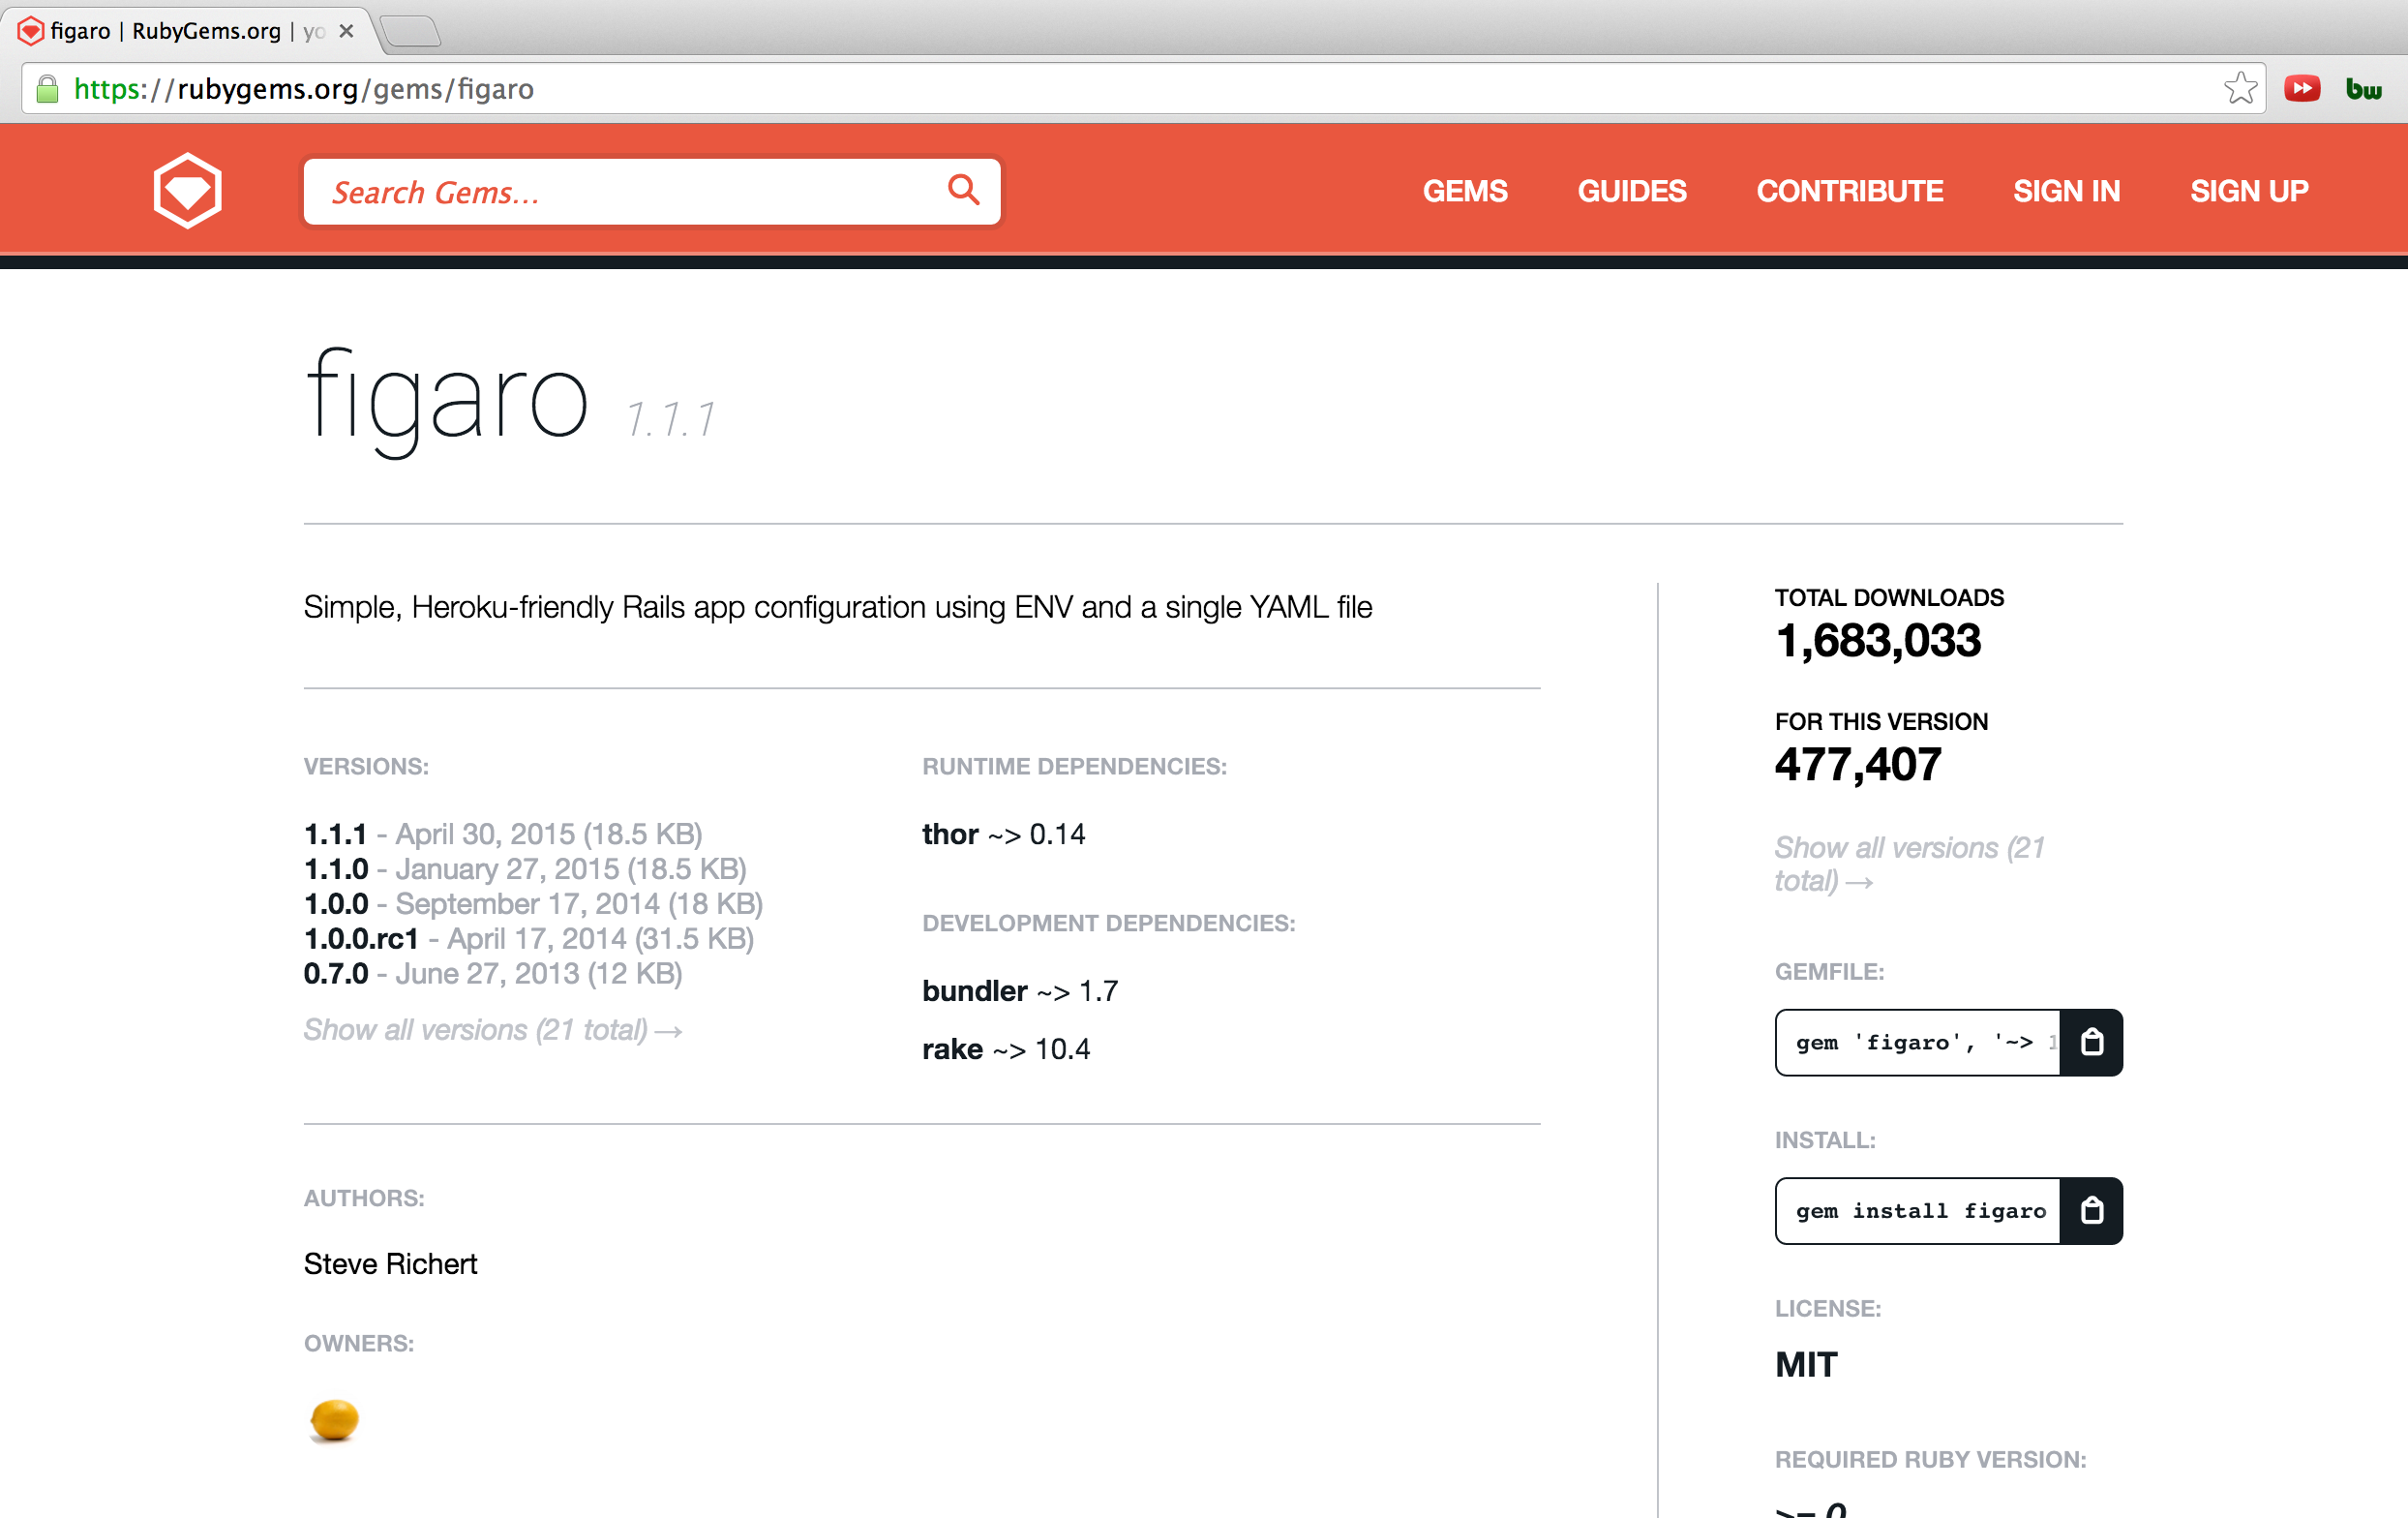 figaro | RubyGems.org | yo
https://rubygems.org/gems/figaro
bw
Search Gems...
GEMS
GUIDES
CONTRIBUTE
SIGN IN
SIGN UP
figaro 1.1.1
Simple, Heroku-friendly Rails app configuration using ENV and a single YAML file
VERSIONS:
1.1.1 - April 30, 2015 (18.5 KB)
1.1.0 - January 27, 2015 (18.5 KB)
1.0.0 - September 17, 2014 (18 KB)
1.0.0.rc1 - April 17, 2014 (31.5 KB)
0.7.0 - June 27, 2013 (12 KB)
Show all versions (21 total) →
RUNTIME DEPENDENCIES:
thor ~> 0.14
DEVELOPMENT DEPENDENCIES:
bundler ~> 1.7
rake ~> 10.4
AUTHORS:
Steve Richert
OWNERS:
TOTAL DOWNLOADS
1,683,033
FOR THIS VERSION
477,407
Show all versions (21
total) →
GEMFILE:
gem 'figaro', '~> 1
INSTALL:
gem install figaro
LICENSE:
MIT
REQUIRED RUBY VERSION:
>= 0